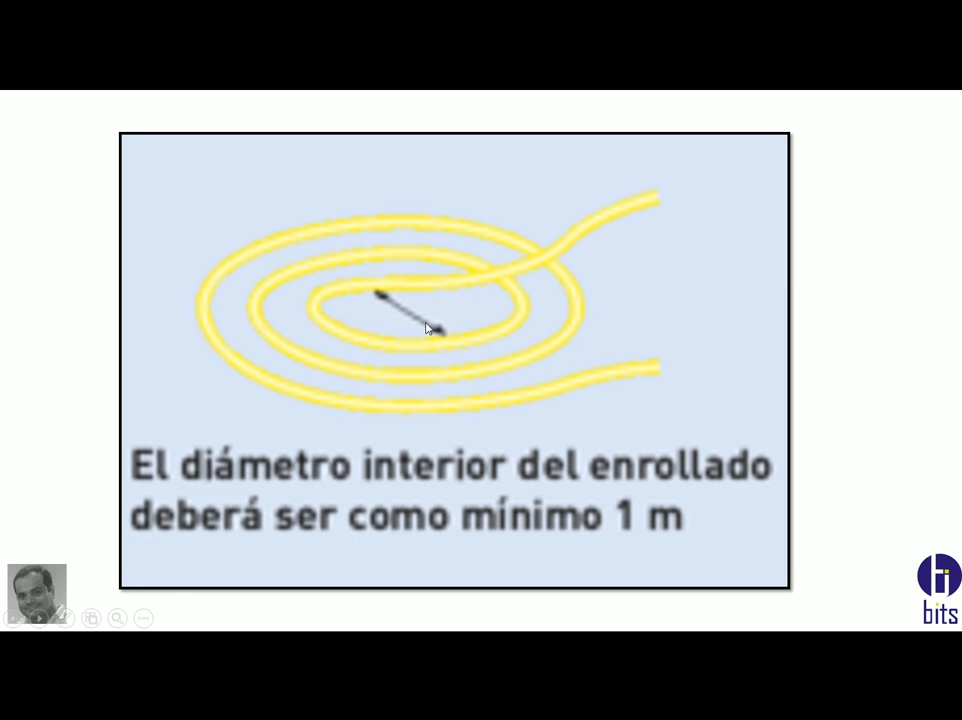 El diámetro interior del enrollado
deberá ser como mínimo 1 m
bits